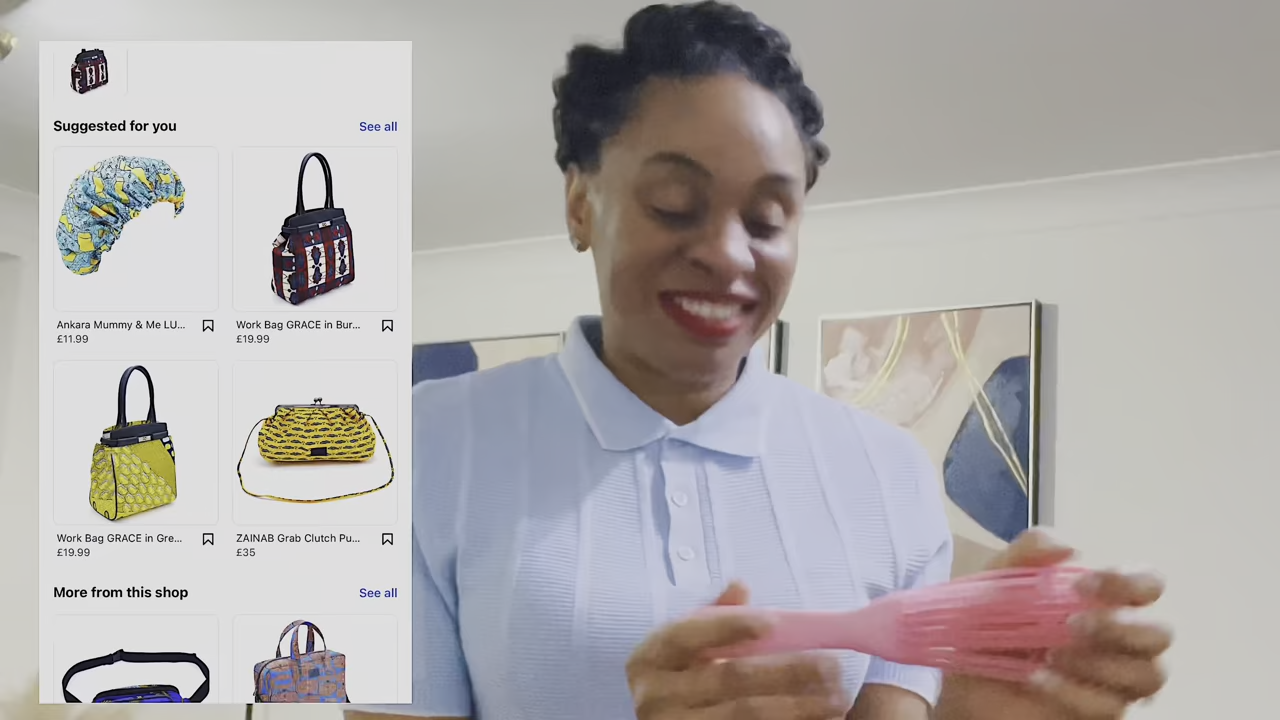 Suggested for you
See all
Ankara Mummy & Me LU...
£11.99
Work Bag GRACE in Bur...
£19.99
Work Bag GRACE in Gre...
£19.99
ZAINAB Grab Clutch Pu...
£35
More from this shop
See all